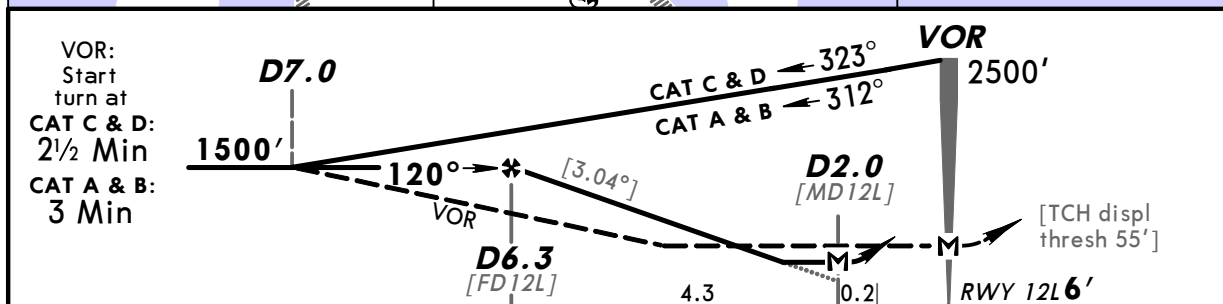 VOR:
Start
turn at
CAT C & D:
2½ Min
CAT A & B:
3 Min
D7.0
1500'
CAT C & D 323°
CAT A & B 312°
VOR
2500'
120°
[3.04°]
VOR
D2.0
[MD12L]
D6.3
[FD12L]
M
M
[TCH displ
thresh 55']
4.3
0.2
RWY 12L 6'